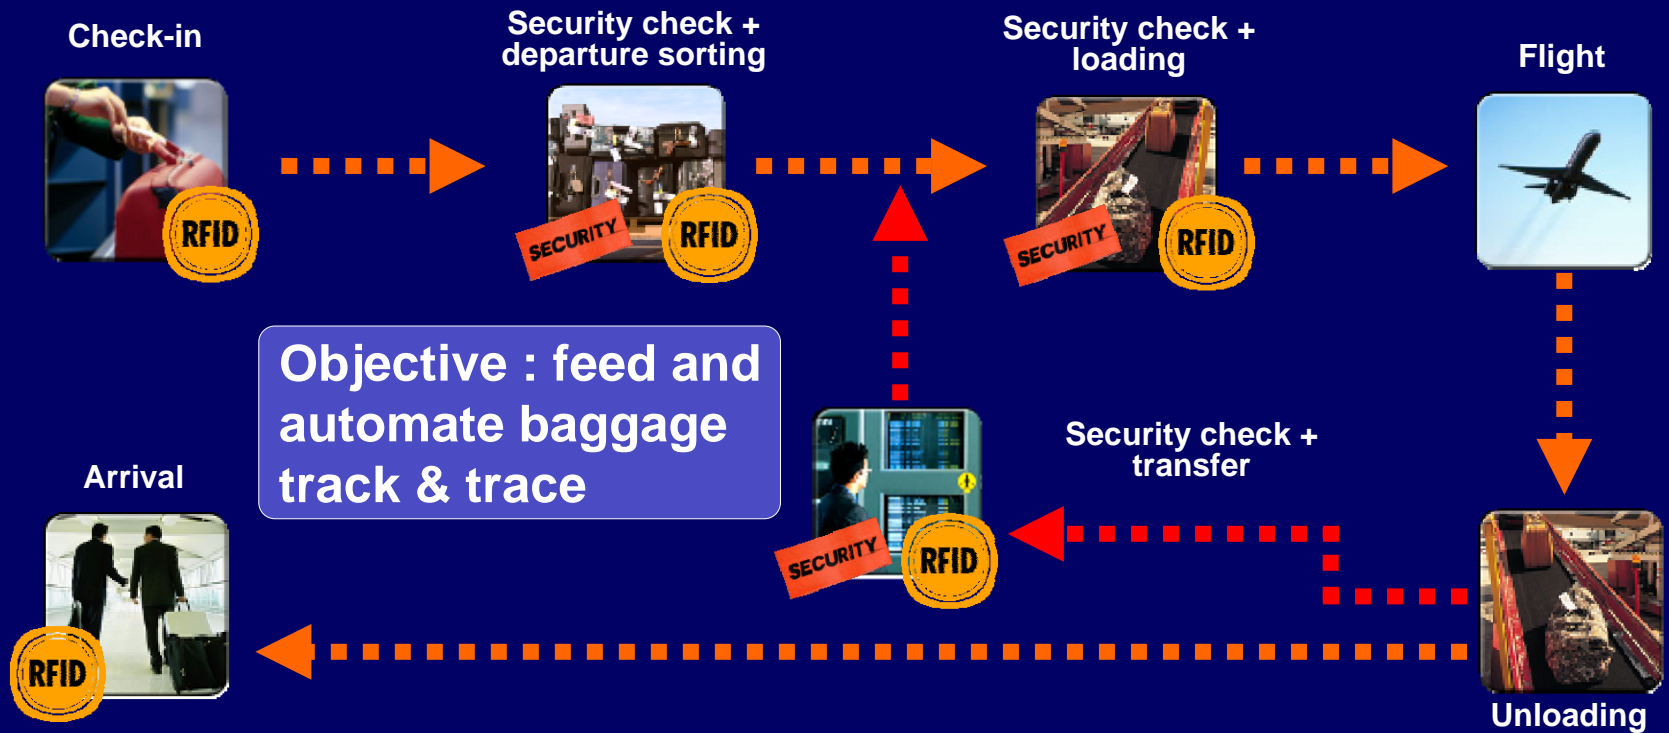 Check-in
Security check +
departure sorting
Security check +
loading
Flight
RFID
SECURITY
RFID
SECURITY
RFID
Objective : feed and
automate baggage
track & trace
Security check +
transfer
Arrival
SECURITY
RFID
RFID
Unloading